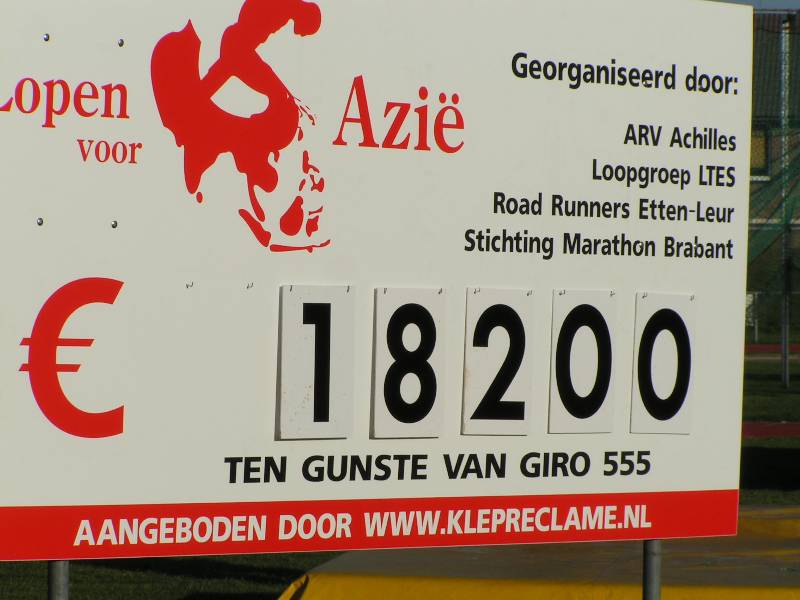 Lopen
voor
Azië
Georganiseerd door:
ARV Achilles
Loopgroep LTES
Road Runners Etten-Leur
Stichting Marathon Brabant
€ 18200
TEN GUNSTE VAN GIRO 555
AANGEBODEN DOOR WWW.KLEPRECLAME.NL